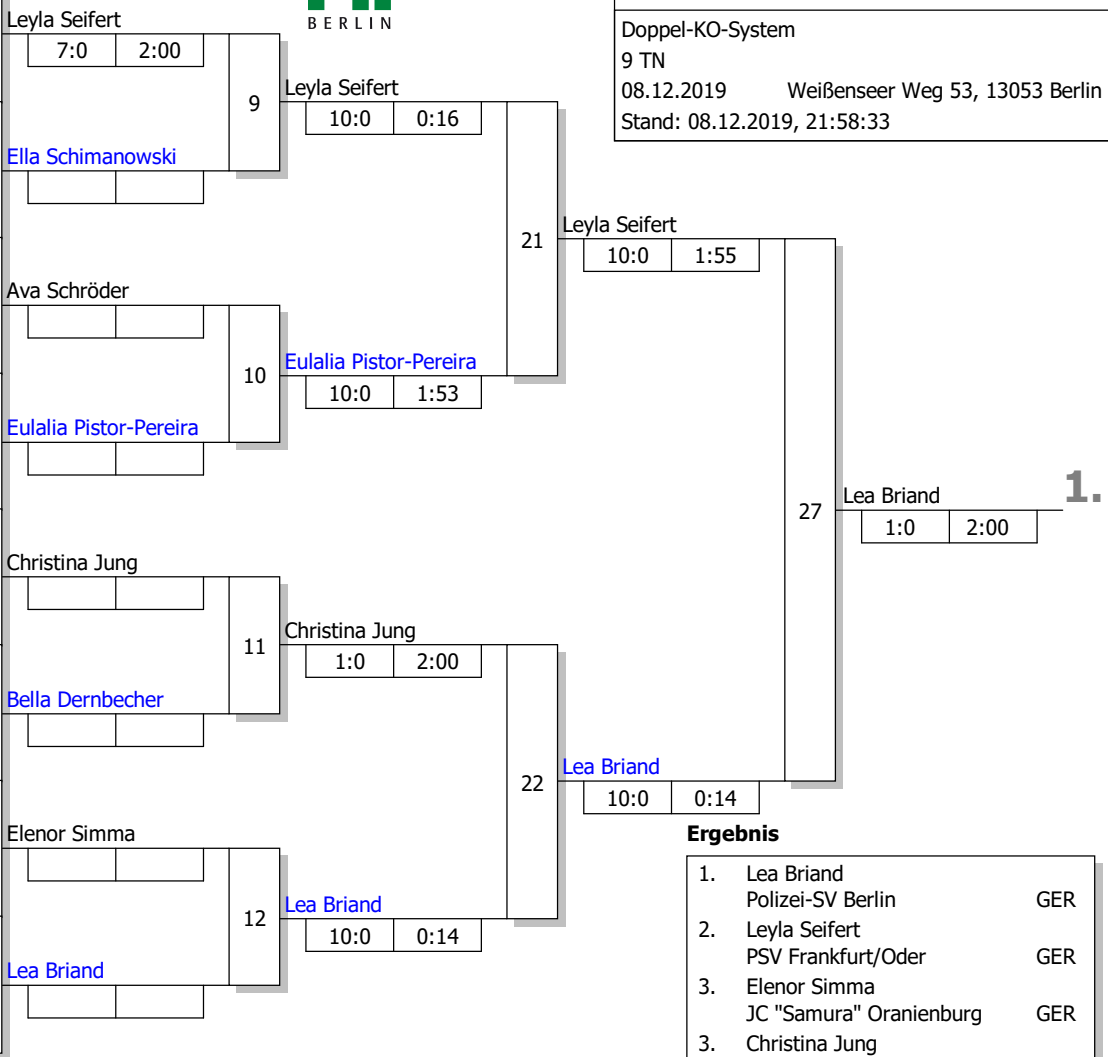 BERLIN
Doppel-KO-System
9 TN
08.12.2019 Weißenseer Weg 53, 13053 Berlin
Stand: 08.12.2019, 21:58:33
Leyla Seifert
7:0 2:00
9
Ella Schimanowski
Leyla Seifert
10:0 0:16
Ava Schröder
10
Eulalia Pistor-Pereira
Eulalia Pistor-Pereira
10:0 1:53
21
Leyla Seifert
10:0 1:55
Christina Jung
11
Bella Dernbecher
Christina Jung
1:0 2:00
Elenor Simma
12
Lea Briand
Lea Briand
10:0 0:14
22
Lea Briand
10:0 0:14
27
Lea Briand
1:0 2:00
1.
Ergebnis
1. Lea Briand
Polizei-SV Berlin GER
2. Leyla Seifert
PSV Frankfurt/Oder GER
3. Elenor Simma
JC "Samura" Oranienburg GER
3. Christina Jung